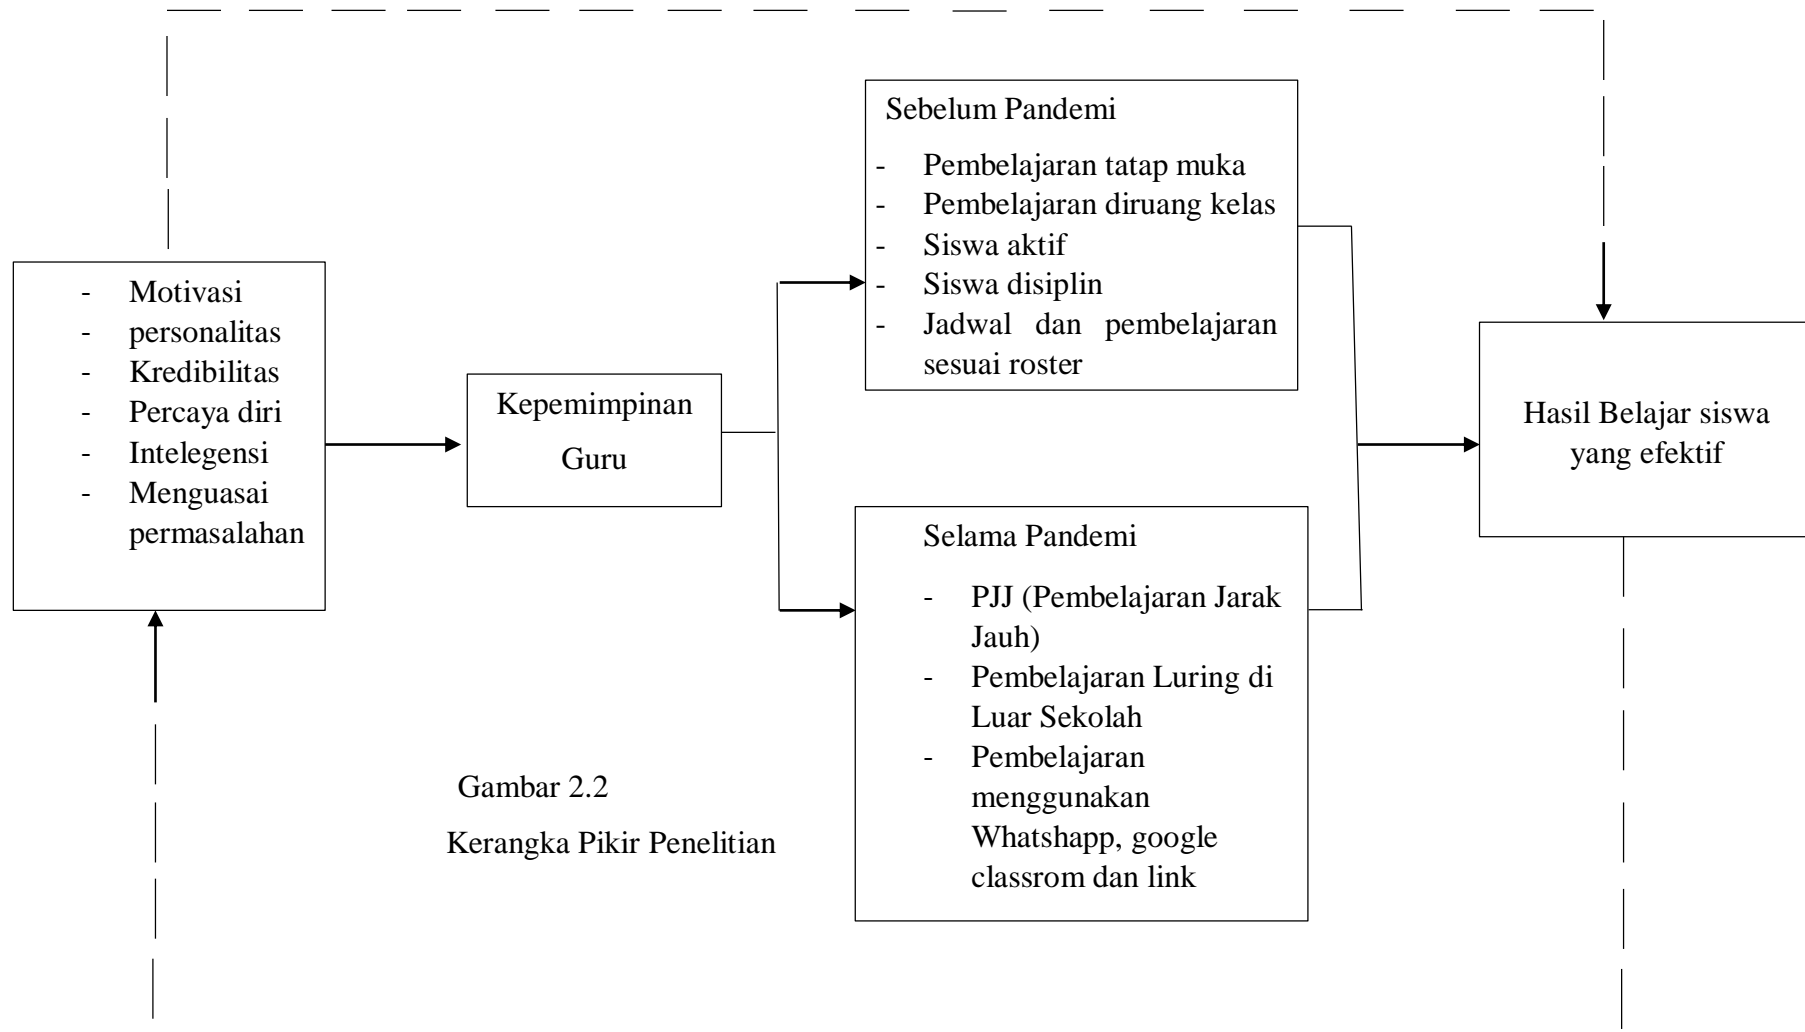 - Motivasi
- personalitas
- Kredibilitas
- Percaya diri
- Intelegensi
- Menguasai
permasalahan
Kepemimpinan
Guru
Sebelum Pandemi
- Pembelajaran tatap muka
- Pembelajaran diruang kelas
- Siswa aktif
- Siswa disiplin
- Jadwal dan pembelajaran
sesuai roster
Selama Pandemi
- PJJ (Pembelajaran Jarak
Jauh)
- Pembelajaran Luring di
Luar Sekolah
- Pembelajaran
menggunakan
Whatshapp, google
classrom dan link
Hasil Belajar siswa
yang efektif
Gambar 2.2
Kerangka Pikir Penelitian